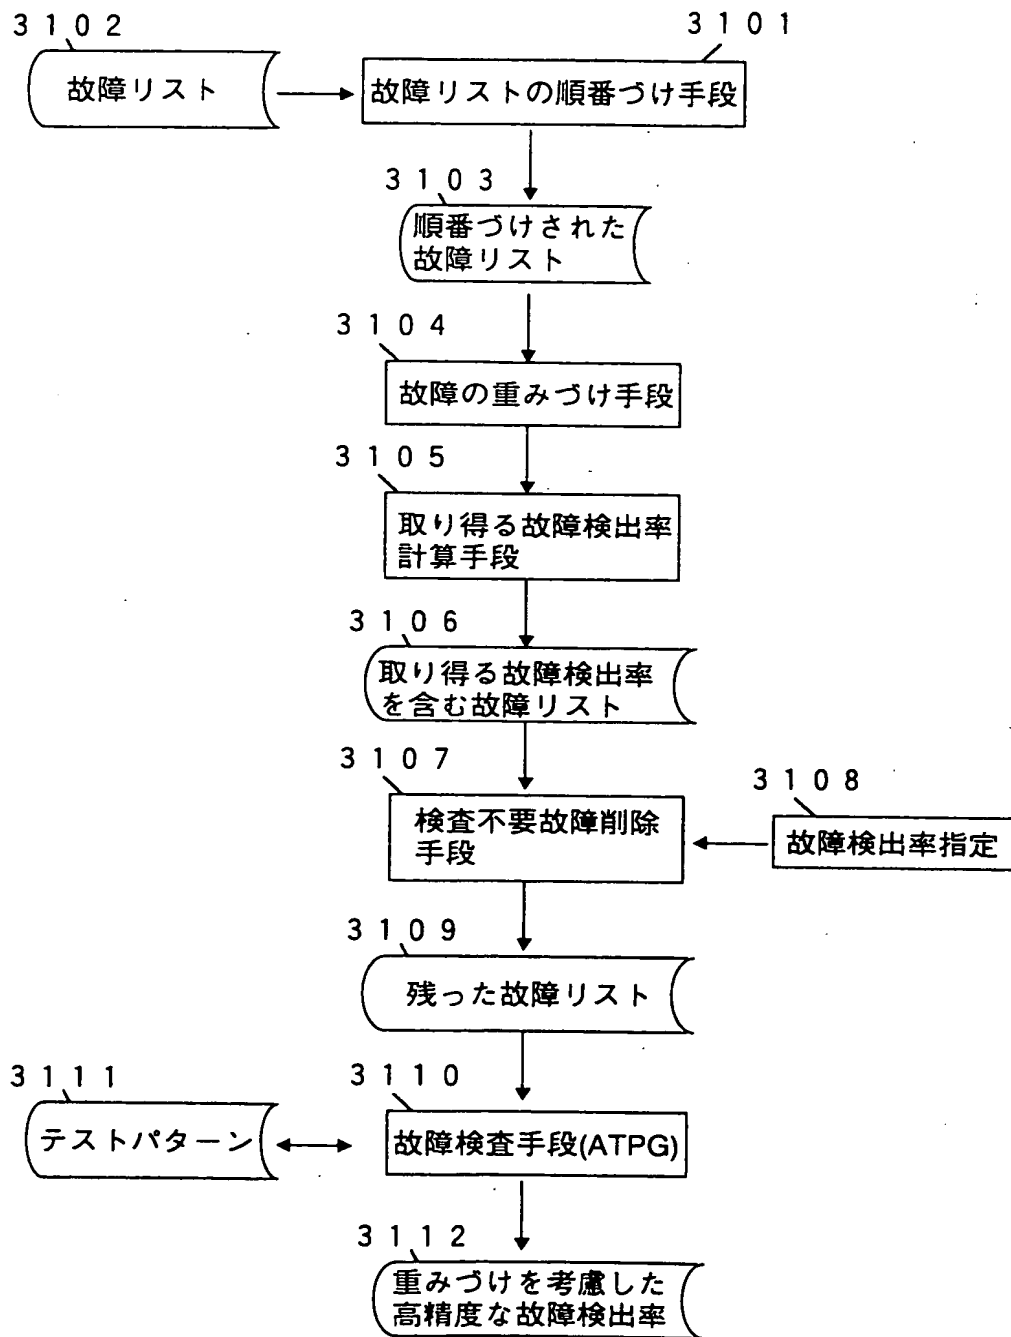 3102
3101
故障リスト
故障リストの順番づけ手段
3103
順番づけされた
故障リスト
3104
故障の重みづけ手段
3105
取り得る故障検出率
計算手段
3106
取り得る故障検出率
を含む故障リスト
3107
3108
検査不要故障削除
手段
故障検出率指定
3109
残った故障リスト
3111
3110
テストパターン
故障検査手段(ATPG)
3112
重みづけを考慮した
高精度な故障検出率